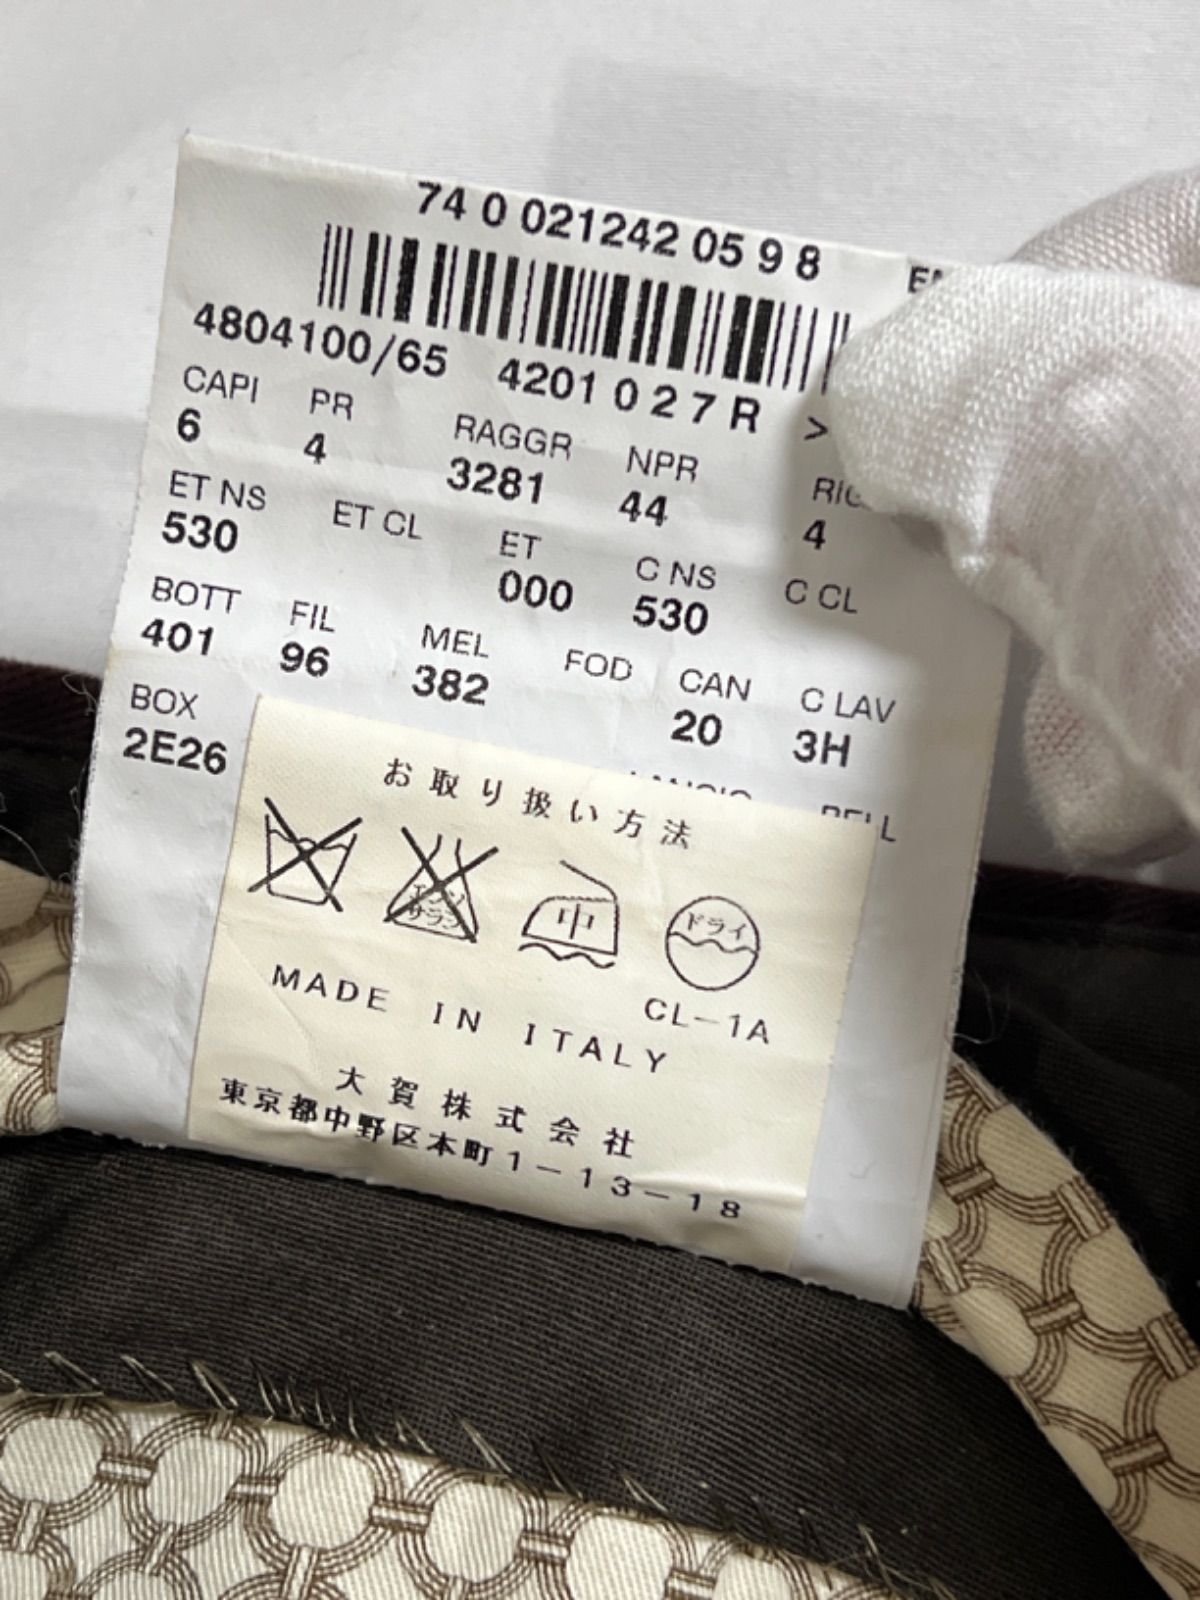 74 0 021242 05 9 8
4804100/65 4201 0 2 7 R >
CAPI PR RAGGR NPR
6 4 3281 44 4
ET NS ET CL ET C NS C CL
530 000 530
BOTT FIL MEL FOD CAN C LAV
401 96 382 20 3H
BOX
2E26
お取り扱い方法
中 ドライ
CL-1A
MADE IN ITALY
大賀株式会社
東京都中野区本町1-13-18